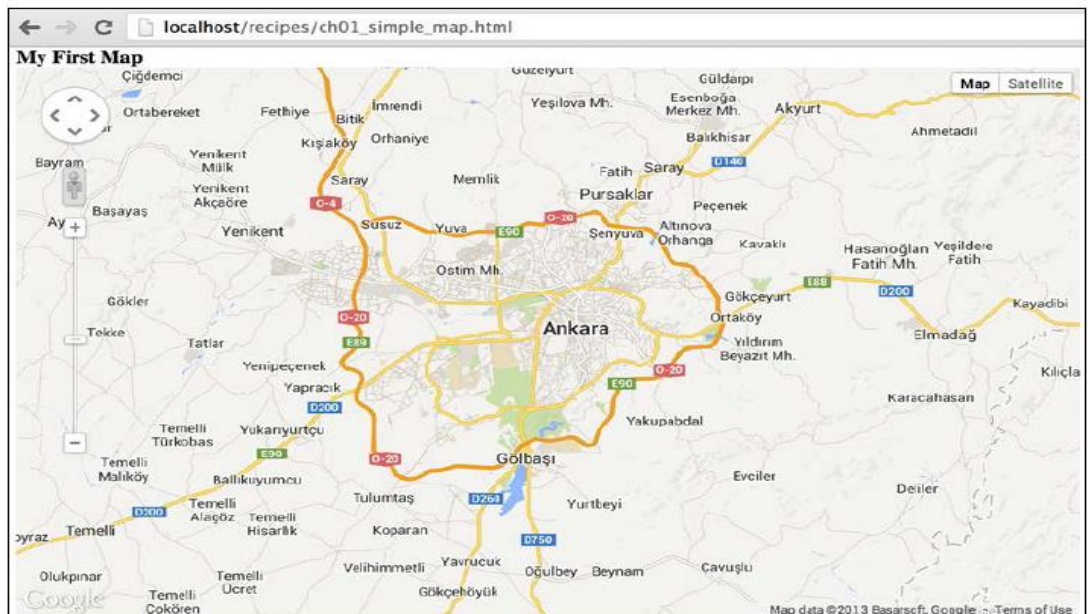 localhost/recipes/ch01_simple_map.html
My First Map
Map Satellite
Çiğdemci
Güzelyurt
Güldarpı
Ortabereket
Fethiye
İmrendi
Bitik
Yeşilova Mh.
Esenboğa
Merkez Mh.
Akyurt
Kışlaköy
Orhaniye
Balıkhisar
Ahmetadil
Bayram
Yenikent
Mülk
Saray
Memlik
Fatih
Saray
D140
Yenikent
Akçaöre
O-4
Pursaklar
Peçenek
Başayaş
Ay
Yenikent
Susuz
Yuva
E90
O-20
Şenyuva
Altınova
Orhanga
Kavaklı
Hasanoğlan
Fatih Mh.
Yeşildere
Fatih
Ostim Mh.
E88
D200
Gökler
Gökçeyurt
Kayadibi
O-20
Ankara
Ortaköy
Tekke
Tatlar
E89
Yıldırım
Beyazıt Mh.
Elmadağ
Yenipeçenek
O-20
Kılıçla
Yapracık
E90
D200
Karacahasan
Temelli
Türkobas
Yukarıyurtçu
Yakupabdal
E90
O-20
Gölbaşı
Temelli
Malıköy
Ballıkuyumcu
Evciler
Deliler
Tulumtaş
D260
Yurtbeyi
D200
Temelli
Alagöz
Temelli
Hisarlık
Temelli
Koparan
D750
oyraz
Olukpınar
Temelli
Ücret
Velihimmetli
Yavrucuk
Oğulbey
Beynam
Çavuşlu
Temelli
Çokören
Gökçehöyük
Google
Map data ©2013 Basarsoft, Google - Terms of Use